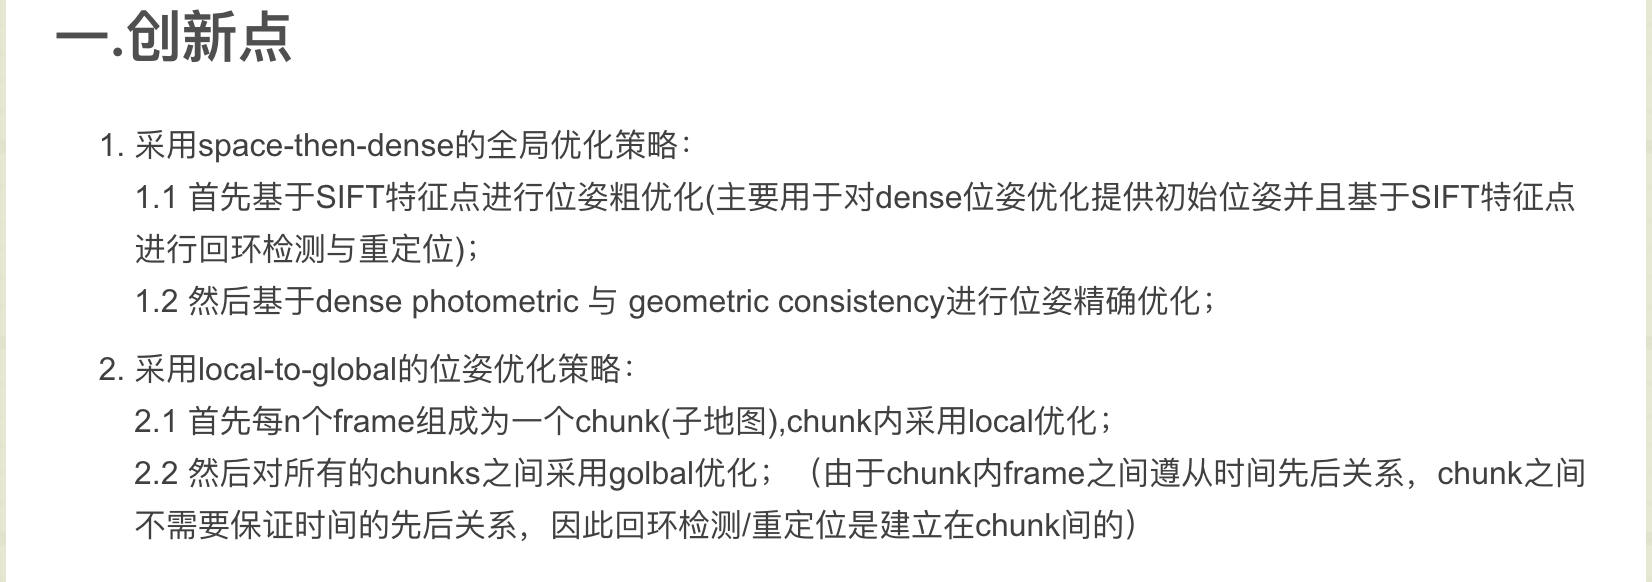 一.创新点
1. 采用space-then-dense的全局优化策略：
1.1 首先基于SIFT特征点进行位姿粗优化(主要用于对dense位姿优化提供初始位姿并且基于SIFT特征点
进行回环检测与重定位)；
1.2 然后基于dense photometric 与 geometric consistency进行位姿精确优化；
2. 采用local-to-global的位姿优化策略：
2.1 首先每n个frame组成为一个chunk(子地图),chunk内采用local优化；
2.2 然后对所有的chunks之间采用golbal优化；（由于chunk内frame之间遵从时间先后关系，chunk之间
不需要保证时间的先后关系，因此回环检测/重定位是建立在chunk间的）